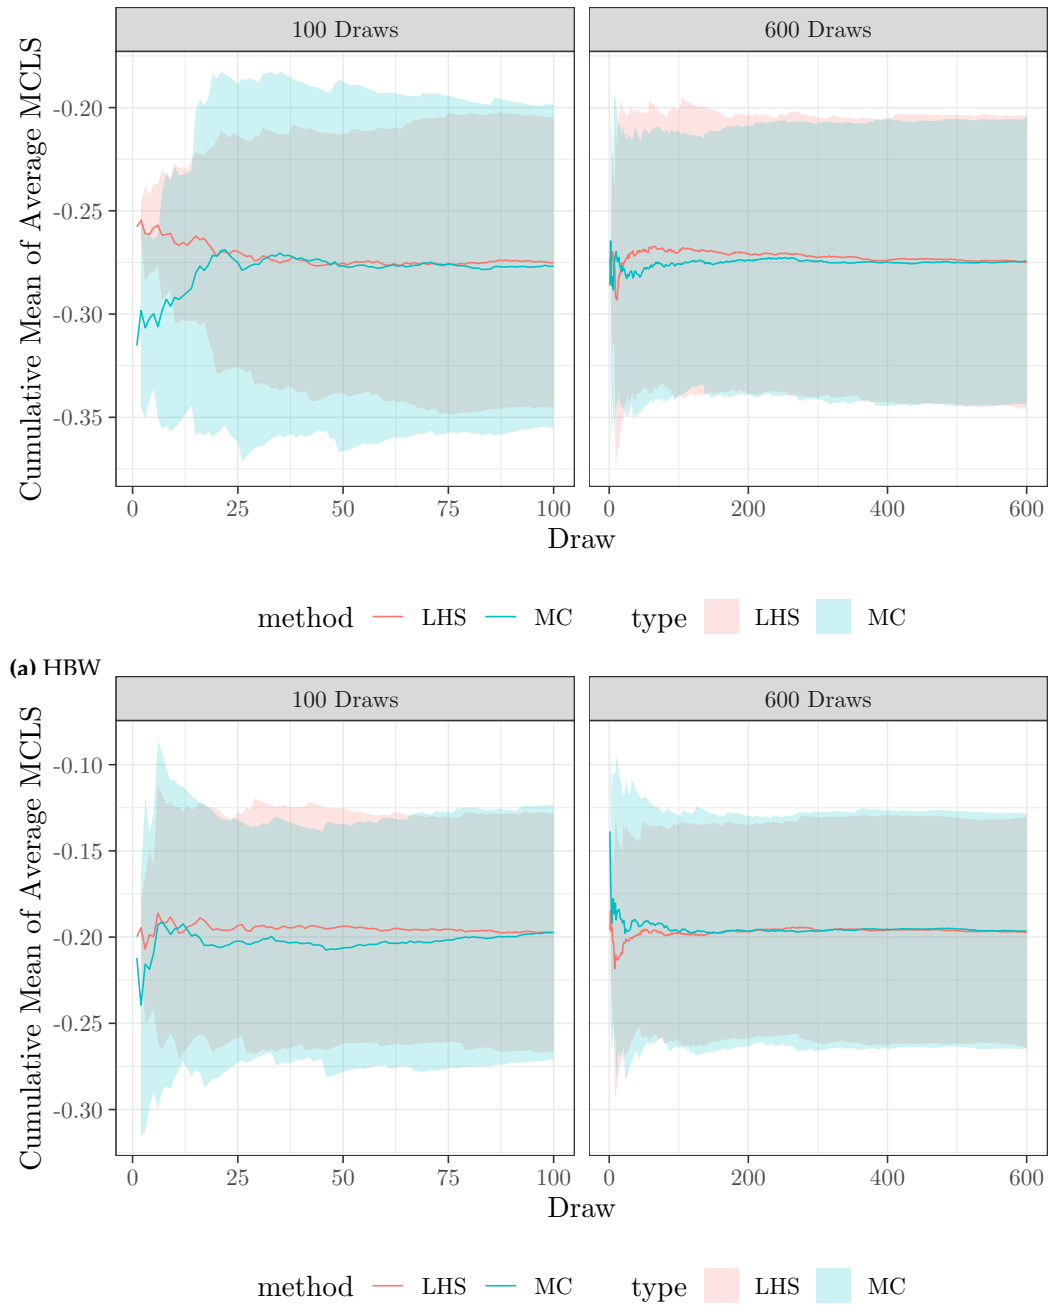 100 Draws 600 Draws
Cumulative Mean of Average MCLS
-0.20
-0.25
-0.30
-0.35
0 25 50 75 100 0 200 400 600
Draw
method LHS MC type LHS MC
(a) HBW
100 Draws 600 Draws
Cumulative Mean of Average MCLS
-0.10
-0.15
-0.20
-0.25
-0.30
0 25 50 75 100 0 200 400 600
Draw
method LHS MC type LHS MC